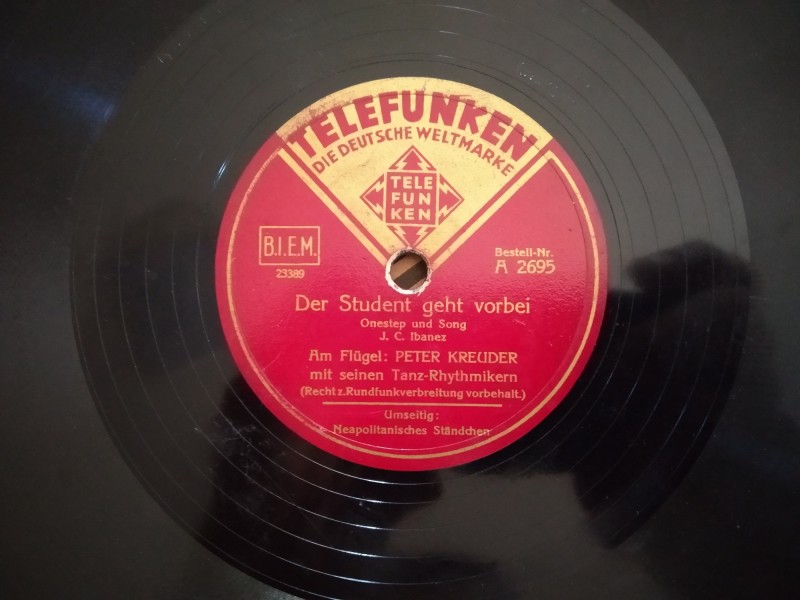 TELEFUNKEN
DIE DEUTSCHE WELTMARKE
TELE
FUN
KEN
B.I.E.M.
23389
Bestell-Nr.
A 2695
Der Student geht vorbei
Onestep und Song
J. C. Ibanez
Am Flügel: PETER KREUDER
mit seinen Tanz-Rhythmikern
(Recht z. Rundfunkverbreitung vorbehalt.)
Umseitig:
Neapolitanisches Ständchen